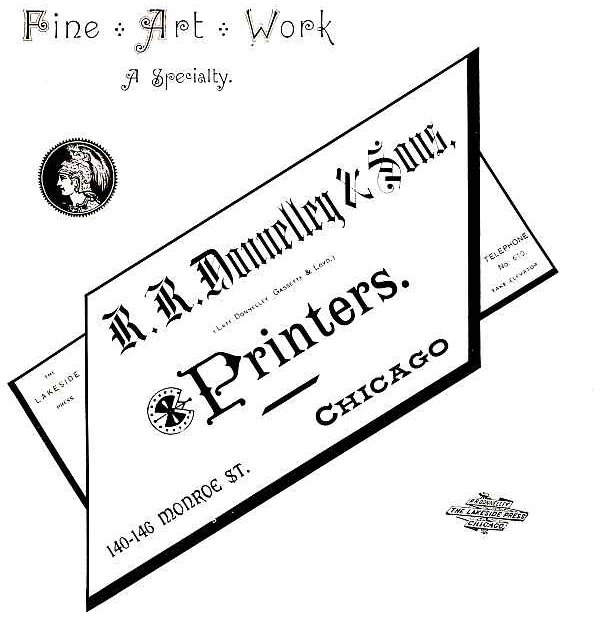 Fine Art Work
A Specialty.
R. R. Donnelley & Sons,
(Late Donnelley, Gassette & Loyd.)
Printers.
CHICAGO
140-146 MONROE ST.
THE
LAKESIDE
PRESS
TELEPHONE
No. 610.
TAKE ELEVATOR
R.R. DONNELLEY
THE LAKESIDE PRESS
CHICAGO